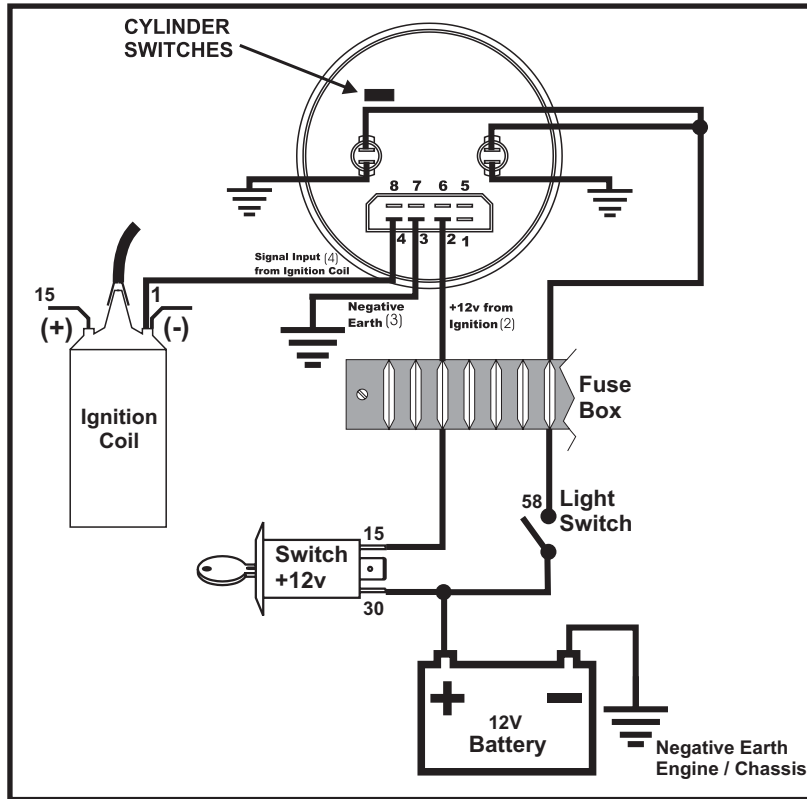 CYLINDER
SWITCHES
8 7 6 5
4 3 2 1
Signal Input (4)
from Ignition Coil
15
1
(+)
(-)
Negative
Earth (3)
+12v from
Ignition (2)
Ignition
Coil
Fuse
Box
58
Light
Switch
15
Switch
+12v
30
12V
Battery
Negative Earth
Engine / Chassis